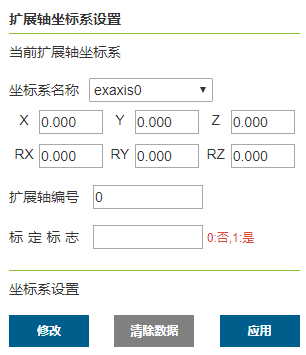 扩展轴坐标系设置
当前扩展轴坐标系
坐标系名称 exaxis0
X 0.000 Y 0.000 Z 0.000
RX 0.000 RY 0.000 RZ 0.000
扩展轴编号 0
标定标志 0:否,1:是
坐标系设置
修改 清除数据 应用